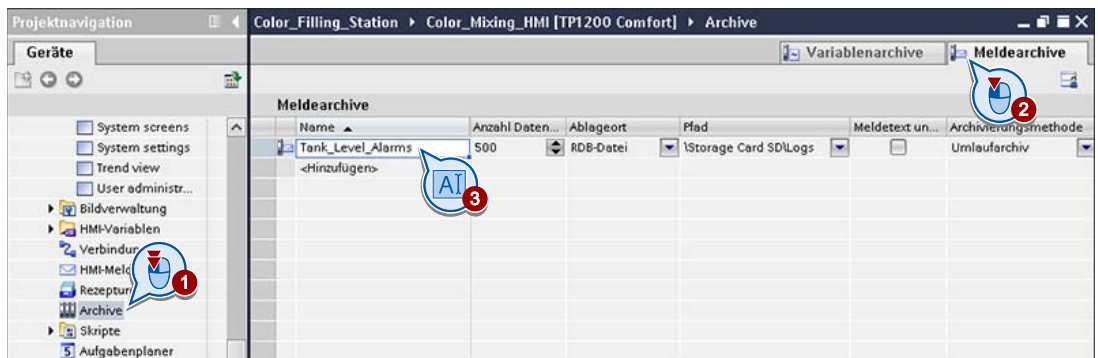 Projektnavigation
Color_Filling_Station ▸ Color_Mixing_HMI [TP1200 Comfort] ▸ Archive
Geräte
Variablenarchive
Meldearchive
2
Meldearchive
System screens
System settings
Trend view
User administr...
Bildverwaltung
HMI-Variablen
Verbindun
HMI-Meld
Rezeptur
Archive
Skripte
Aufgabenplaner
1
Name
Anzahl Daten...
Ablageort
Pfad
Meldetext un...
Archivierungsmethode
Tank_Level_Alarms
500
RDB-Datei
\Storage Card SD\Logs
Umlaufarchiv
<Hinzufügen>
AI
3